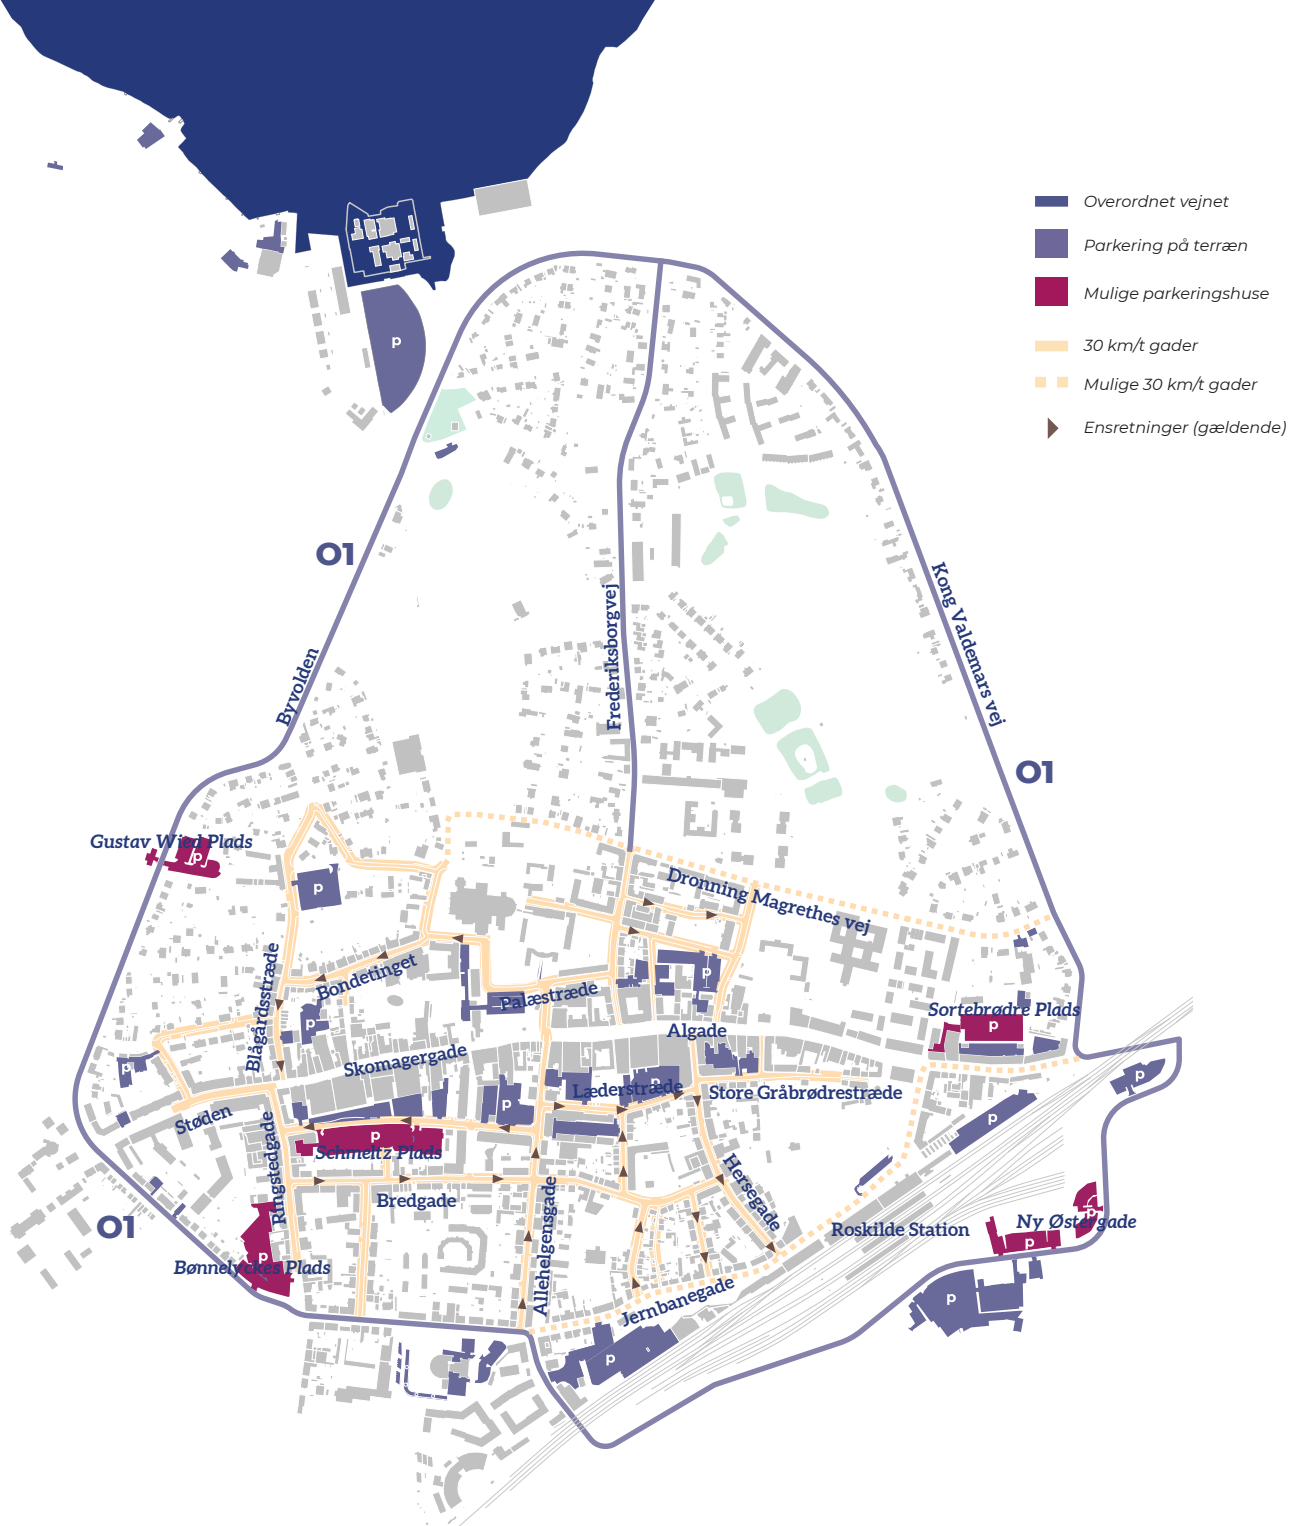 Overordnet vejnet
Parkering på terræn
Mulige parkeringshuse
30 km/t gader
Mulige 30 km/t gader
Ensretninger (gældende)
p
O1
Kong Valdemars vej
Frederiksborgvej
Byvolden
O1
Gustav Wied Plads
p
p
Dronning Magrethes vej
Bondetinget
Blågårdsstræde
p
Palæstræde
p
Sortebrødre Plads
p
Algade
Skomagergade
p
Læderstræde
p
Store Gråbrødrestræde
p
p
p
Støden
Ringstedgade
p
Schmeltz Plads
Hersegade
Bredgade
Allehelgensgade
O1
Roskilde Station
Ny Østergade
p
p
p
Bønnelyckes Plads
Jernbanegade
p
p